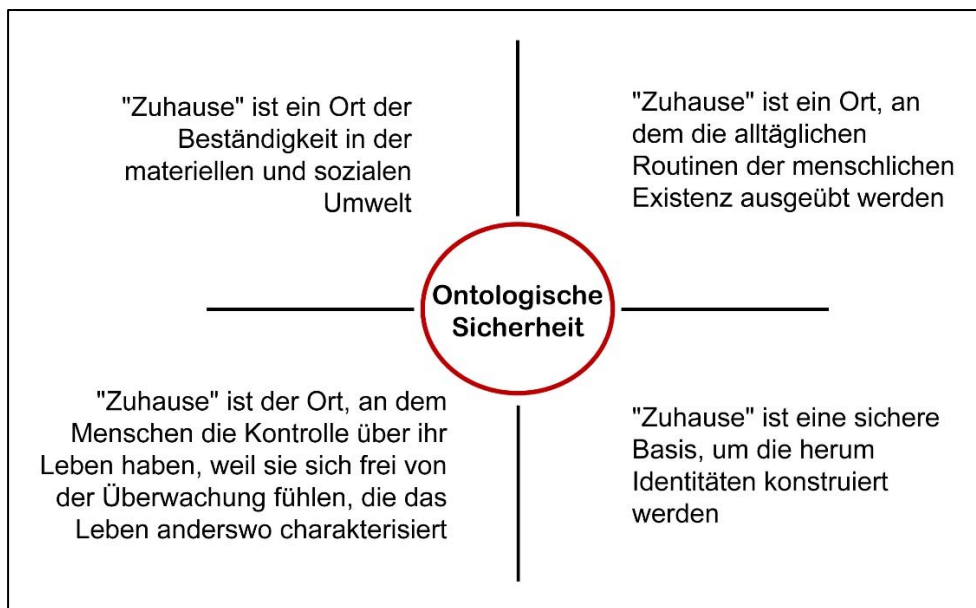 "Zuhause" ist ein Ort der
Beständigkeit in der
materiellen und sozialen
Umwelt
"Zuhause" ist ein Ort, an
dem die alltäglichen
Routinen der menschlichen
Existenz ausgeübt werden
Ontologische
Sicherheit
"Zuhause" ist der Ort, an dem
Menschen die Kontrolle über ihr
Leben haben, weil sie sich frei von
der Überwachung fühlen, die das
Leben anderswo charakterisiert
"Zuhause" ist eine sichere
Basis, um die herum
Identitäten konstruiert
werden